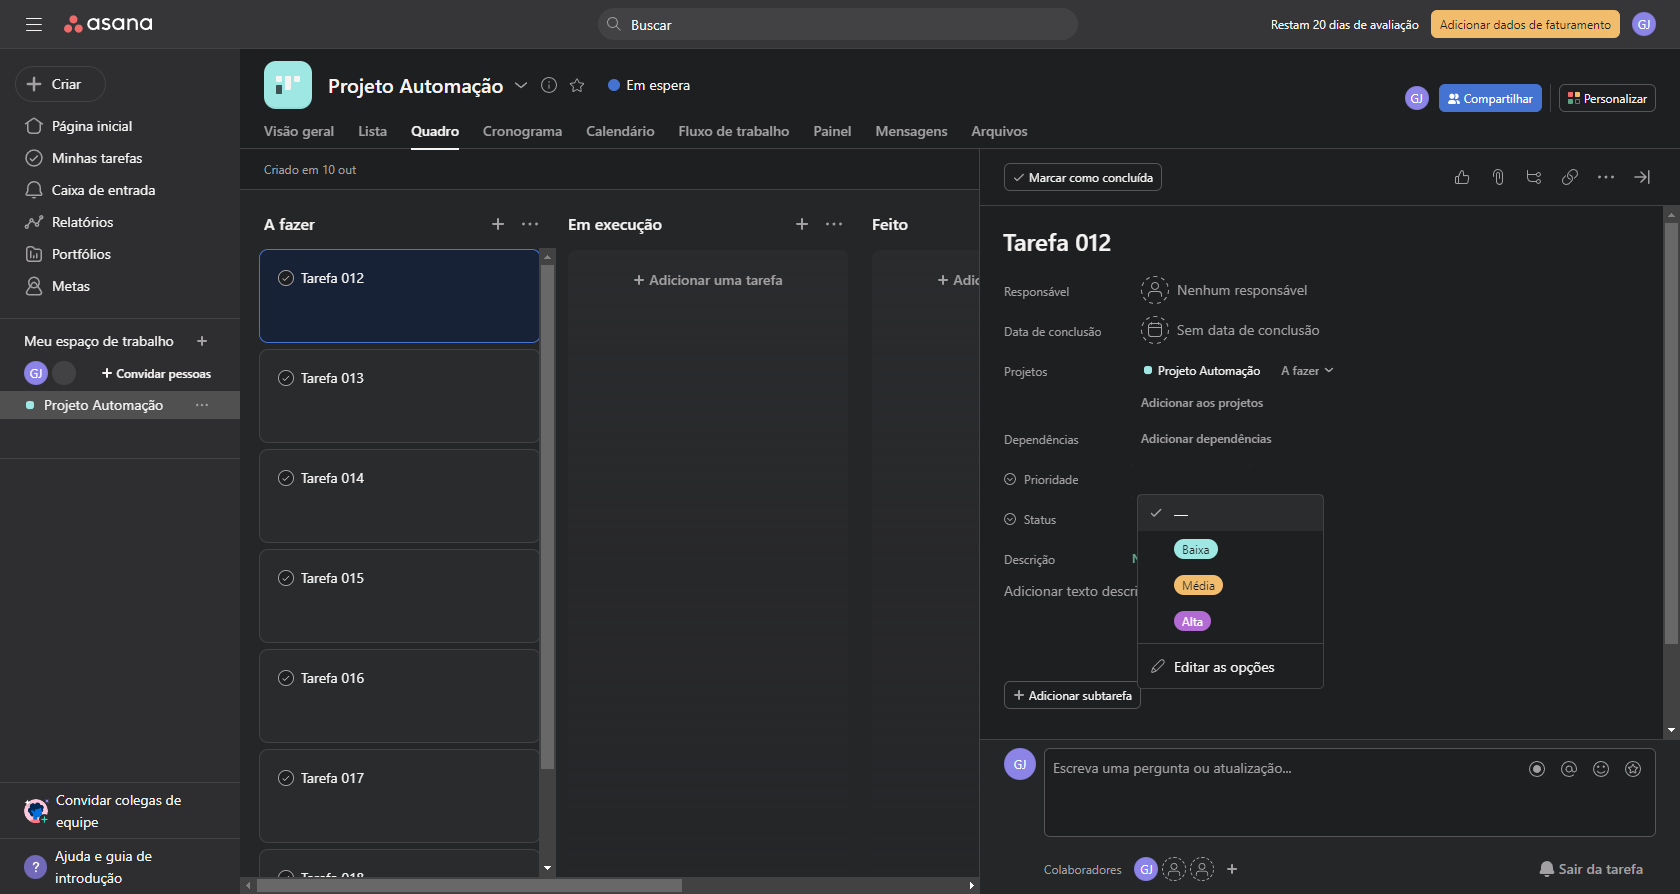 asana
Buscar
Restam 20 dias de avaliação
Adicionar dados de faturamento
GJ
Criar
Página inicial
Minhas tarefas
Caixa de entrada
Relatórios
Portfólios
Metas
Meu espaço de trabalho
GJ
Convidar pessoas
Projeto Automação
Convidar colegas de
equipe
?
Ajuda e guia de
introdução
Projeto Automação
Em espera
GJ
Compartilhar
Personalizar
Visão geral
Lista
Quadro
Cronograma
Calendário
Fluxo de trabalho
Painel
Mensagens
Arquivos
Criado em 10 out
A fazer
Tarefa 012
Tarefa 013
Tarefa 014
Tarefa 015
Tarefa 016
Tarefa 017
Tarefa 018
Em execução
+ Adicionar uma tarefa
Feito
+ Adic
Marcar como concluída
Tarefa 012
Responsável
Nenhum responsável
Data de conclusão
Sem data de conclusão
Projetos
Projeto Automação
A fazer
Adicionar aos projetos
Dependências
Adicionar dependências
Prioridade
Status
—
Baixa
Média
Alta
Editar as opções
Descrição
Adicionar texto descri
+ Adicionar subtarefa
GJ
Escreva uma pergunta ou atualização...
Colaboradores
GJ
Sair da tarefa